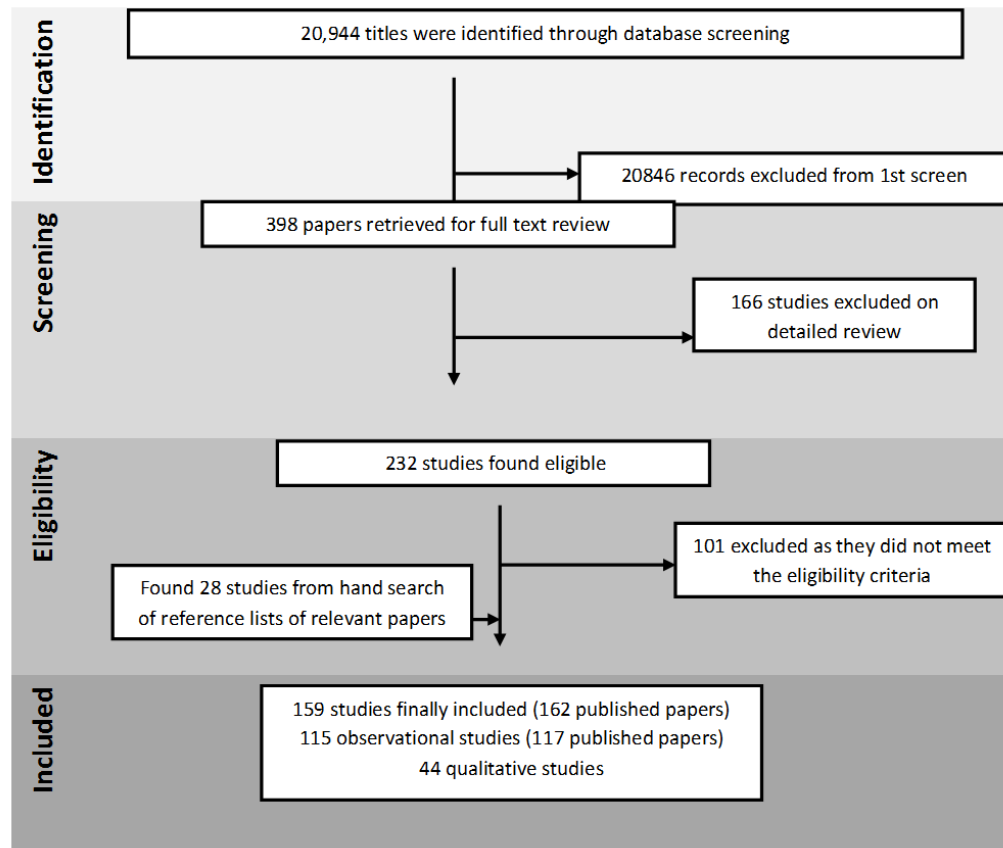 Identification
20,944 titles were identified through database screening
20846 records excluded from 1st screen
Screening
398 papers retrieved for full text review
166 studies excluded on
detailed review
Eligibility
232 studies found eligible
101 excluded as they did not meet
the eligibility criteria
Found 28 studies from hand search
of reference lists of relevant papers
Included
159 studies finally included (162 published papers)
115 observational studies (117 published papers)
44 qualitative studies